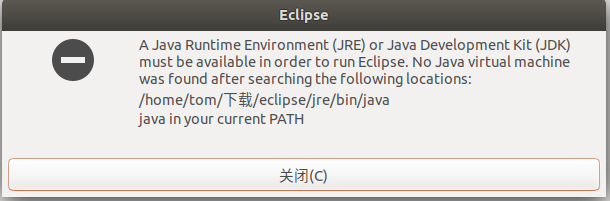 Eclipse
A Java Runtime Environment (JRE) or Java Development Kit (JDK)
must be available in order to run Eclipse. No Java virtual machine
was found after searching the following locations:
/home/tom/下载/eclipse/jre/bin/java
java in your current PATH
关闭(C)